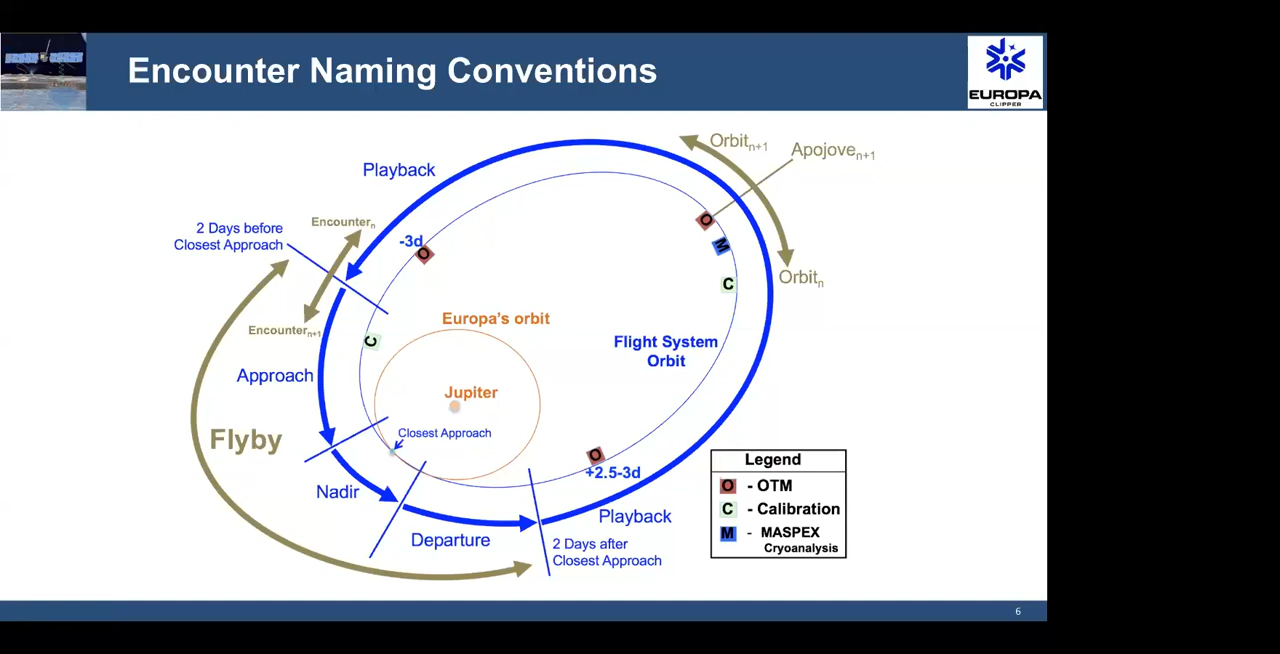 Encounter Naming Conventions
EUROPA
CLIPPER
Playback
Orbitn+1
Apojoven+1
2 Days before
Closest Approach
Encountern
-3d
O
O
M
C
Orbitn
Encountern+1
Europa's orbit
C
Flight System
Orbit
Approach
Jupiter
Flyby
Closest Approach
O
+2.5-3d
Nadir
Playback
Departure
2 Days after
Closest Approach
Legend
O - OTM
C - Calibration
M - MASPEX
Cryoanalysis
6